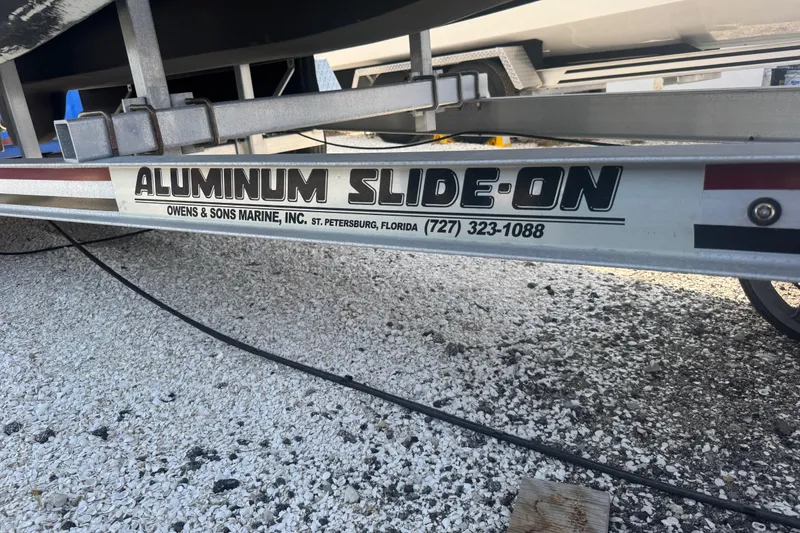 ALUMINUM SLIDE-ON
OWENS & SONS MARINE, INC. ST. PETERSBURG, FLORIDA (727) 323-1088